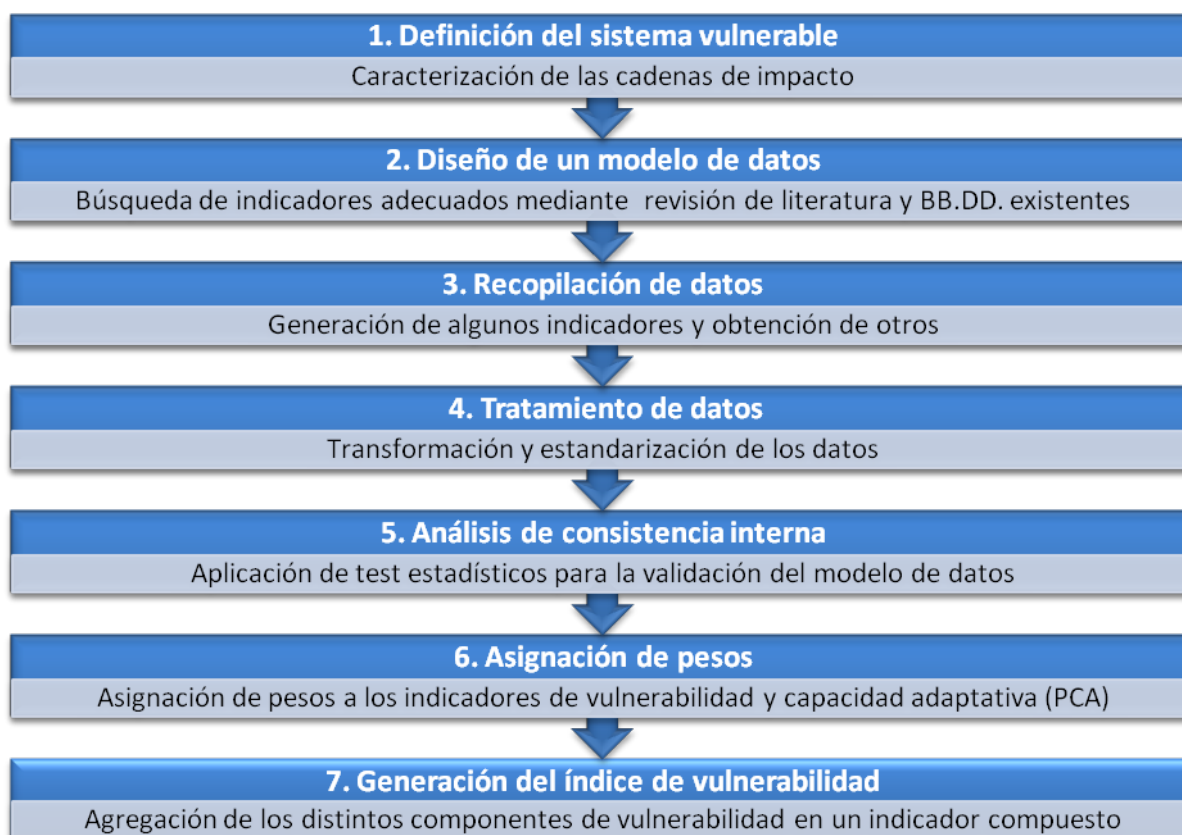 1. Definición del sistema vulnerable
Caracterización de las cadenas de impacto
2. Diseño de un modelo de datos
Búsqueda de indicadores adecuados mediante revisión de literatura y BB.DD. existentes
3. Recopilación de datos
Generación de algunos indicadores y obtención de otros
4. Tratamiento de datos
Transformación y estandarización de los datos
5. Análisis de consistencia interna
Aplicación de test estadísticos para la validación del modelo de datos
6. Asignación de pesos
Asignación de pesos a los indicadores de vulnerabilidad y capacidad adaptativa (PCA)
7. Generación del índice de vulnerabilidad
Agregación de los distintos componentes de vulnerabilidad en un indicador compuesto